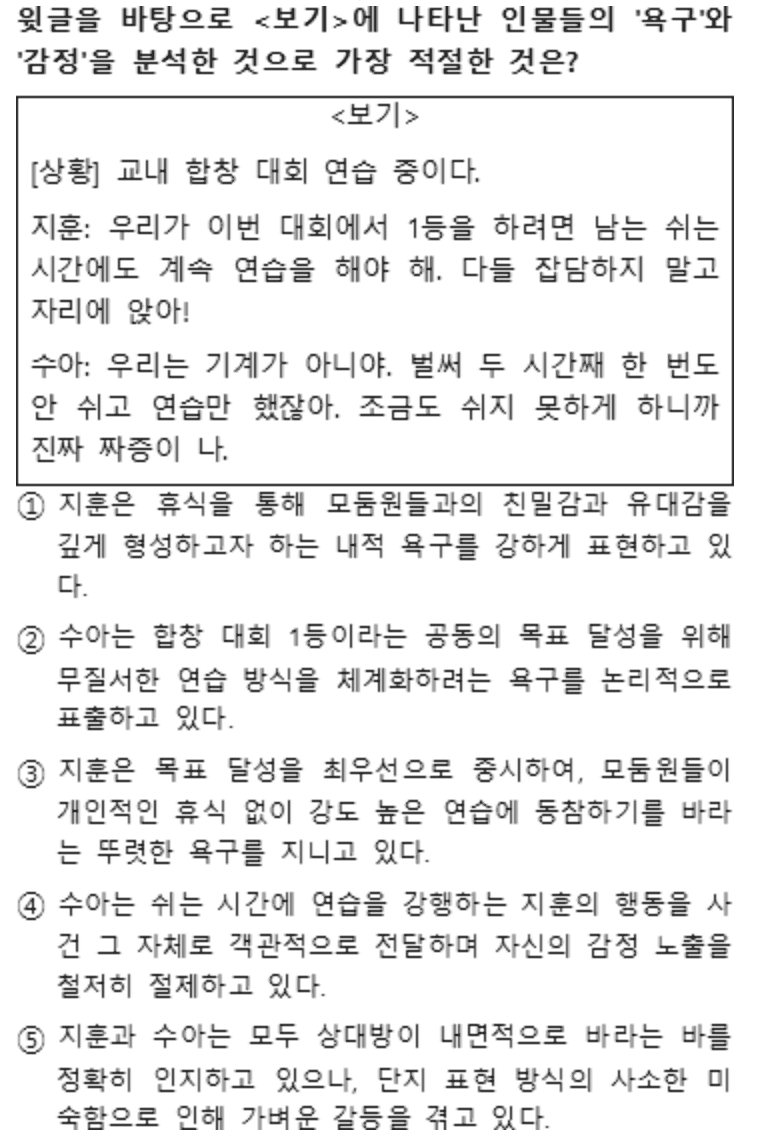 윗글을 바탕으로 <보기>에 나타난 인물들의 '욕구'와
'감정'을 분석한 것으로 가장 적절한 것은?
<보기>
[상황] 교내 합창 대회 연습 중이다.
지훈: 우리가 이번 대회에서 1등을 하려면 남는 쉬는
시간에도 계속 연습을 해야 해. 다들 잡담하지 말고
자리에 앉아!
수아: 우리는 기계가 아니야. 벌써 두 시간째 한 번도
안 쉬고 연습만 했잖아. 조금도 쉬지 못하게 하니까
진짜 짜증이 나.
① 지훈은 휴식을 통해 모둠원들과의 친밀감과 유대감을
깊게 형성하고자 하는 내적 욕구를 강하게 표현하고 있
다.
② 수아는 합창 대회 1등이라는 공동의 목표 달성을 위해
무질서한 연습 방식을 체계화하려는 욕구를 논리적으로
표출하고 있다.
③ 지훈은 목표 달성을 최우선으로 중시하여, 모둠원들이
개인적인 휴식 없이 강도 높은 연습에 동참하기를 바라
는 뚜렷한 욕구를 지니고 있다.
④ 수아는 쉬는 시간에 연습을 강행하는 지훈의 행동을 사
건 그 자체로 객관적으로 전달하며 자신의 감정 노출을
철저히 절제하고 있다.
⑤ 지훈과 수아는 모두 상대방이 내면적으로 바라는 바를
정확히 인지하고 있으나, 단지 표현 방식의 사소한 미
숙함으로 인해 가벼운 갈등을 겪고 있다.